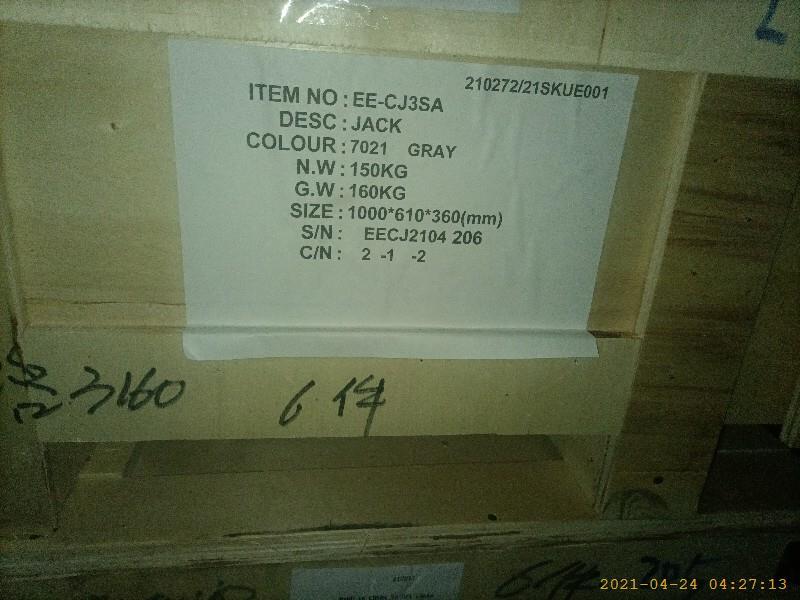 210272/21SKUE001
ITEM NO : EE-CJ3SA
DESC : JACK
COLOUR : 7021 GRAY
N.W : 150KG
G.W : 160KG
SIZE : 1000*610*360(mm)
S/N : EECJ2104 206
C/N : 2 -1 -2
3160 6件
2021-04-24 04:27:13